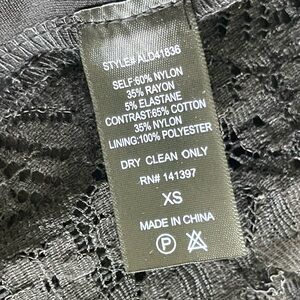 STYLE# ALD41836
SELF:60% NYLON
35% RAYON
5% ELASTANE
CONTRAST:65% COTTON
35% NYLON
LINING:100% POLYESTER
DRY CLEAN ONLY
RN# 141397
XS
MADE IN CHINA
P